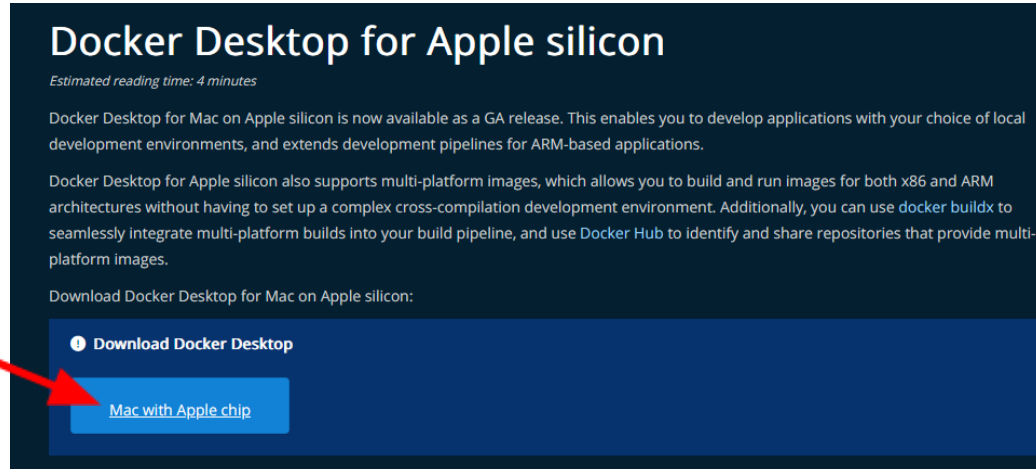 Docker Desktop for Apple silicon
Estimated reading time: 4 minutes
Docker Desktop for Mac on Apple silicon is now available as a GA release. This enables you to develop applications with your choice of local
development environments, and extends development pipelines for ARM-based applications.
Docker Desktop for Apple silicon also supports multi-platform images, which allows you to build and run images for both x86 and ARM
architectures without having to set up a complex cross-compilation development environment. Additionally, you can use docker buildx to
seamlessly integrate multi-platform builds into your build pipeline, and use Docker Hub to identify and share repositories that provide multi-
platform images.
Download Docker Desktop for Mac on Apple silicon:
Download Docker Desktop
Mac with Apple chip